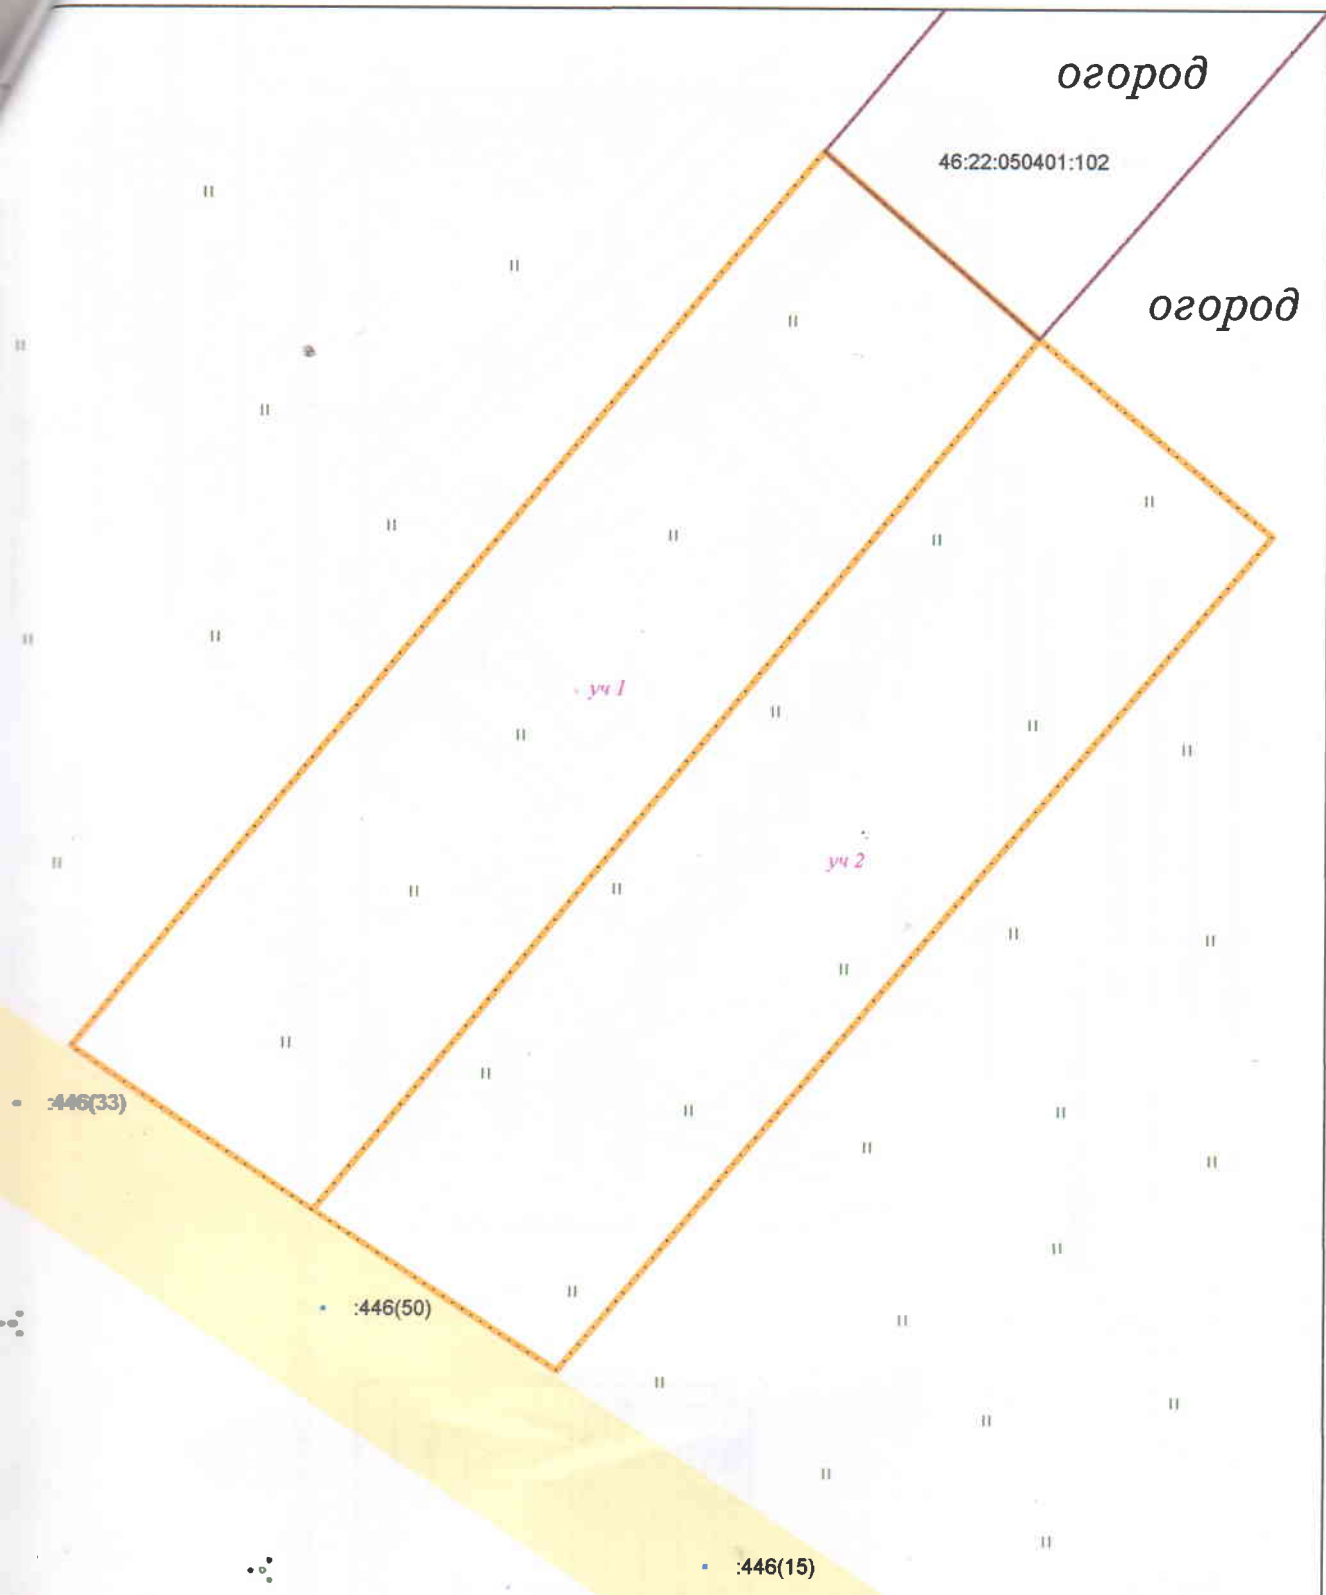 огород
46:22:050401:102
огород
уч 1
уч 2
:446(33)
:446(50)
:446(15)